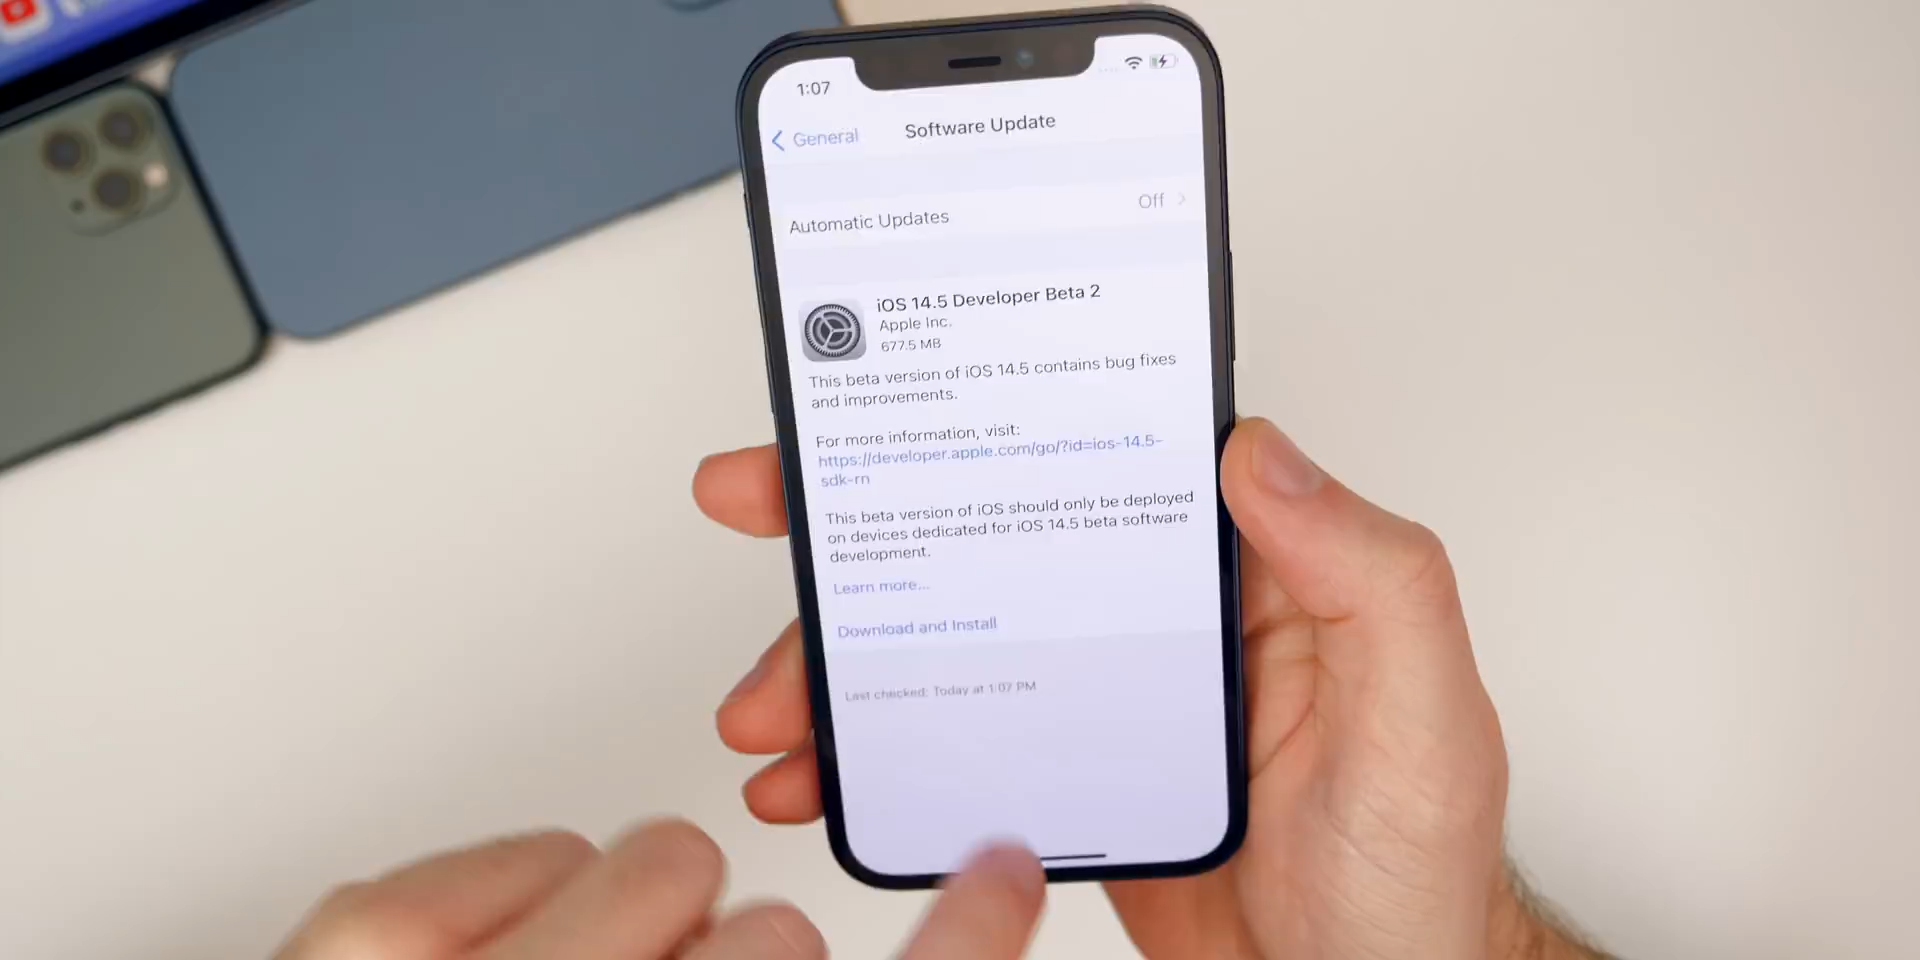 1:07
General
Software Update
Automatic Updates
Off
iOS 14.5 Developer Beta 2
Apple Inc.
677.5 MB
This beta version of iOS 14.5 contains bug fixes
and improvements.
For more information, visit:
https://developer.apple.com/go/?id=ios-14.5-
sdk-rn
This beta version of iOS should only be deployed
on devices dedicated for iOS 14.5 beta software
development.
Learn more...
Download and Install
Last checked: Today at 1:07 PM